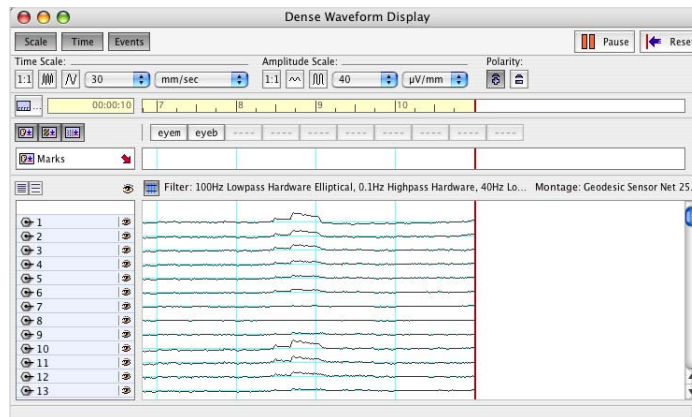 Dense Waveform Display
Scale Time Events Pause Rese
Time Scale: Amplitude Scale: Polarity:
1:1 30 mm/sec 1:1 40 µV/mm
00:00:10 7 8 9 10
eyem eyeb ---- ---- ---- ---- ---- ---- ---- ----
Marks
Filter: 100Hz Lowpass Hardware Elliptical, 0.1Hz Highpass Hardware, 40Hz Lo... Montage: Geodesic Sensor Net 25
1
2
3
4
5
6
7
8
9
10
11
12
13